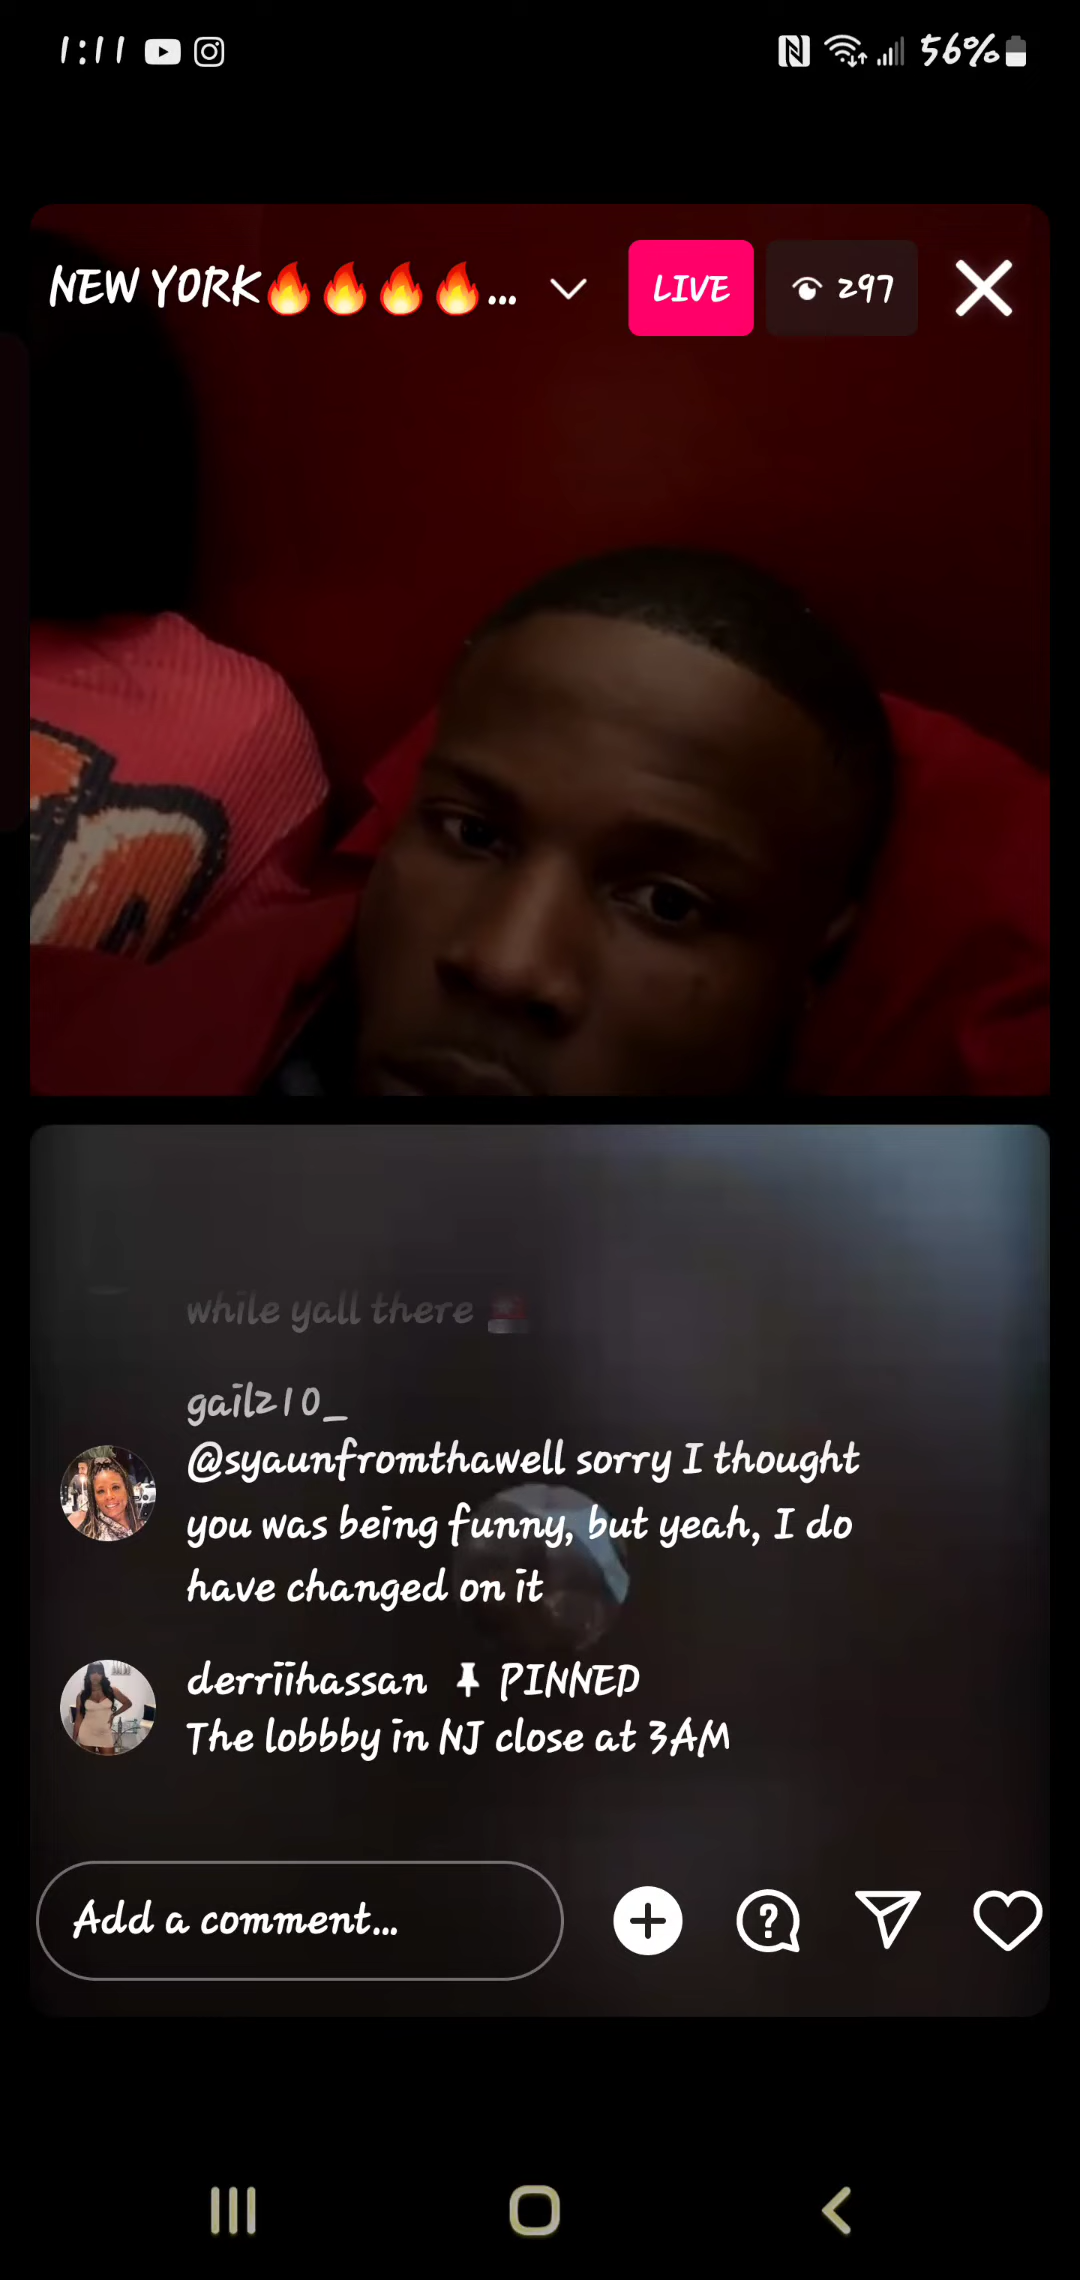 1:11 56%
NEW YORK🔥🔥🔥🔥... LIVE 297
while yall there 🚨
gail210_
@syaunfromthawell sorry I thought
you was being funny, but yeah, I do
have changed on it
derriihassan 📌 PINNED
The lobbby in NJ close at 3AM
Add a comment...